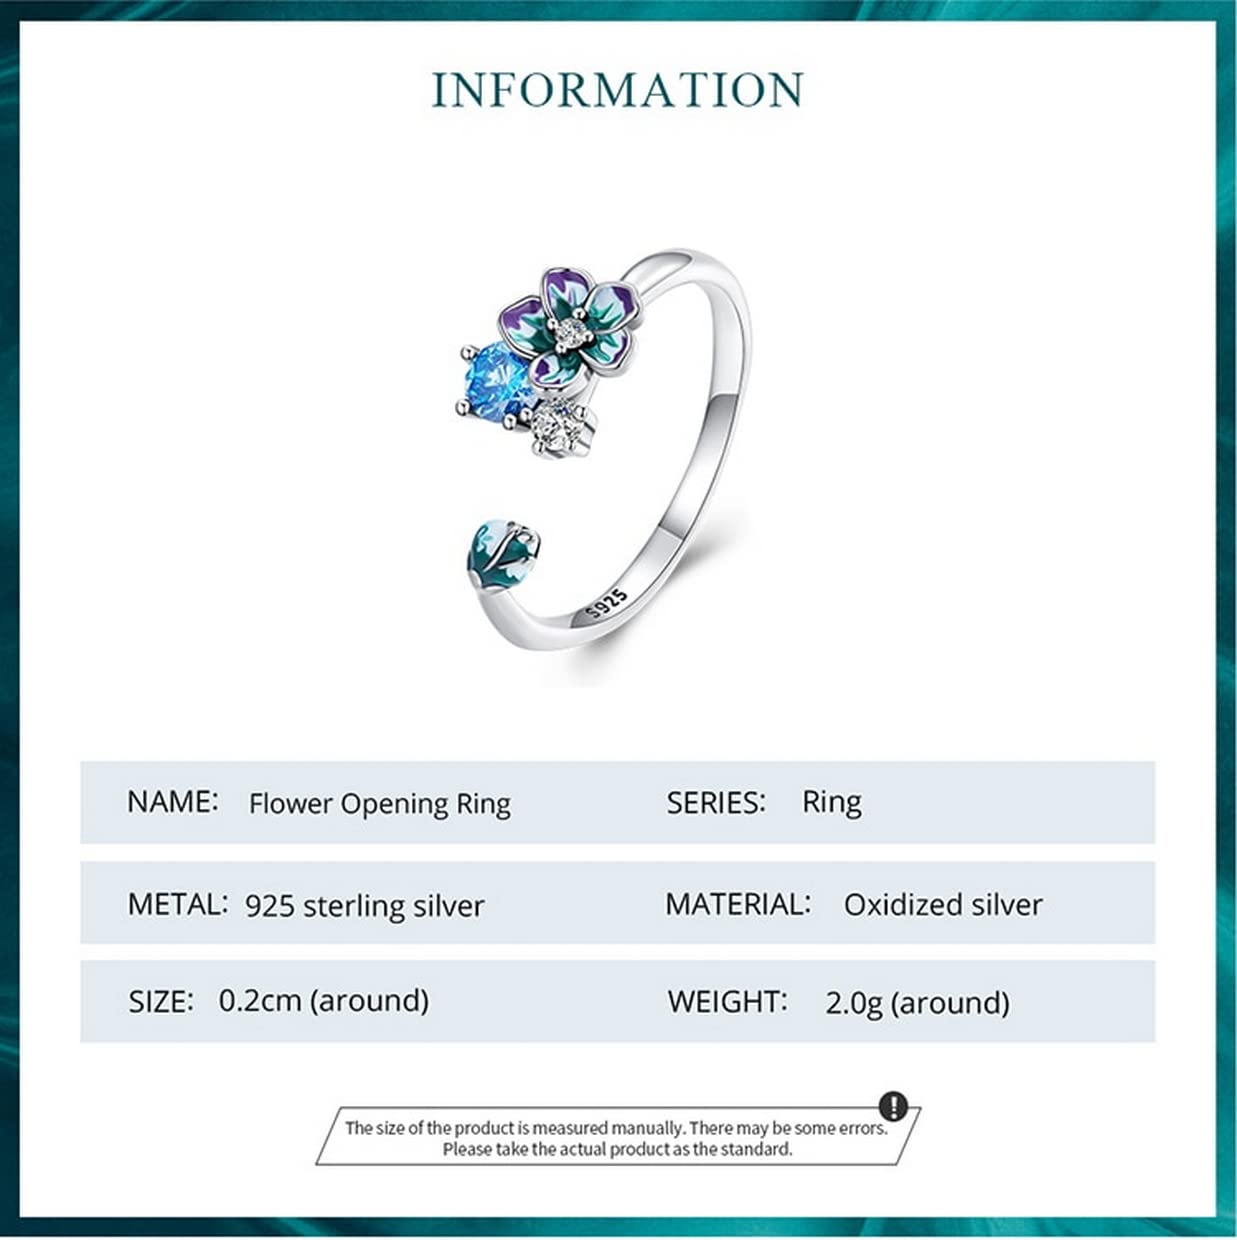 INFORMATION
S925
NAME: Flower Opening Ring SERIES: Ring
METAL: 925 sterling silver MATERIAL: Oxidized silver
SIZE: 0.2cm (around) WEIGHT: 2.0g (around)
The size of the product is measured manually. There may be some errors.
Please take the actual product as the standard.